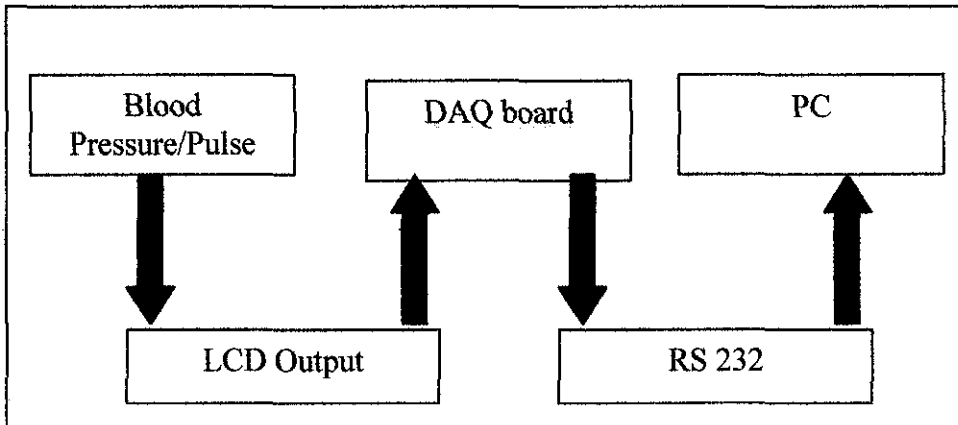 Blood
Pressure/Pulse
DAQ board
PC
LCD Output
RS 232